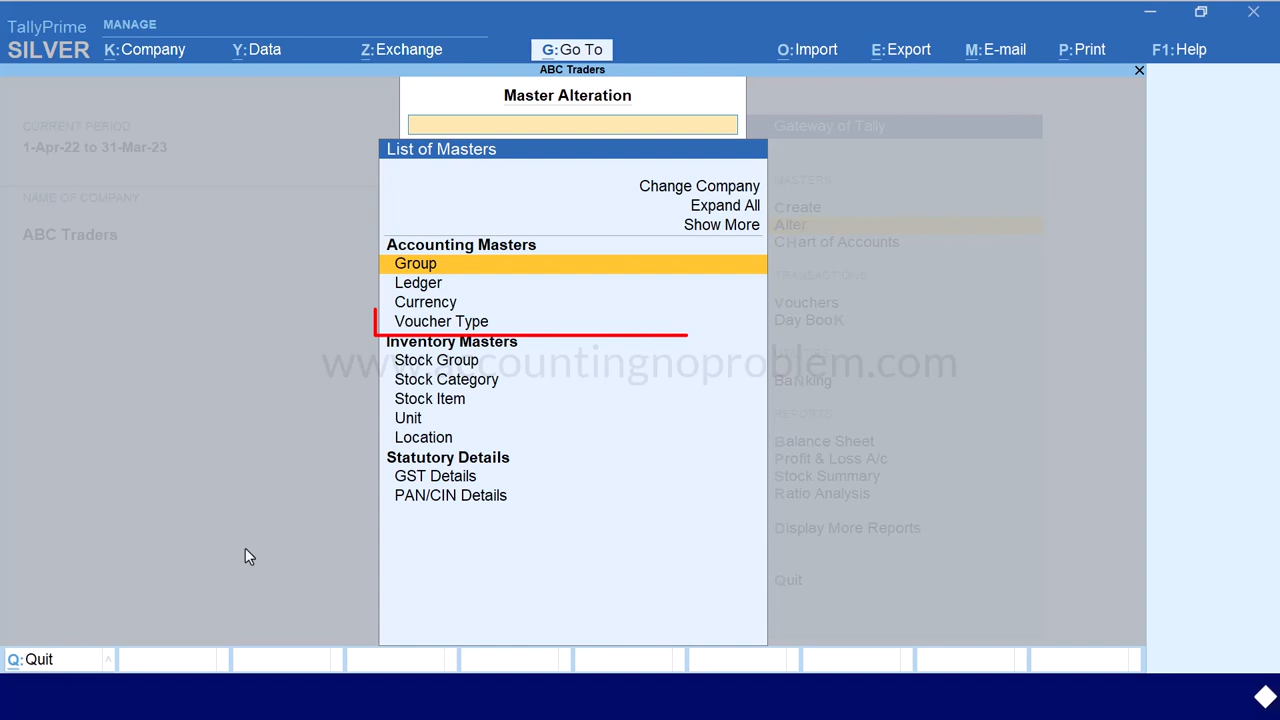 TallyPrime
SILVER
MANAGE
K:Company
Y:Data
Z:Exchange
G:Go To
O:Import
E:Export
M:E-mail
P:Print
F1:Help
ABC Traders
CURRENT PERIOD
1-Apr-22 to 31-Mar-23
NAME OF COMPANY
ABC Traders
Master Alteration
List of Masters
Change Company
Expand All
Show More
Accounting Masters
Group
Ledger
Currency
Voucher Type
Inventory Masters
Stock Group
Stock Category
Stock Item
Unit
Location
Statutory Details
GST Details
PAN/CIN Details
Gateway of Tally
MASTERS
Create
Alter
CHart of Accounts
TRANSACTIONS
Vouchers
Day BooK
BaNking
REPORTS
Balance Sheet
Profit & Loss A/c
Stock Summary
Ratio Analysis
Display More Reports
Quit
www.accountingnoproblem.com
Q:Quit